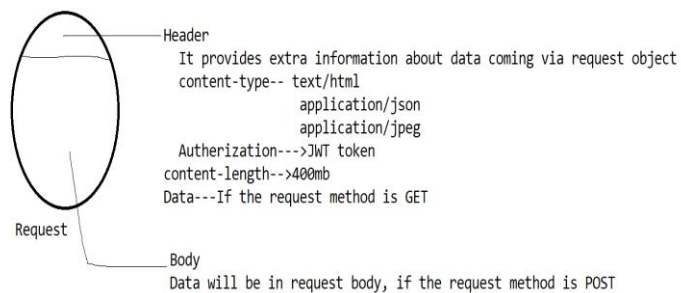 Header
It provides extra information about data coming via request object
content-type-- text/html
application/json
application/jpeg
Autherization--->JWT token
content-length-->400mb
Data---If the request method is GET
Request
Body
Data will be in request body, if the request method is POST